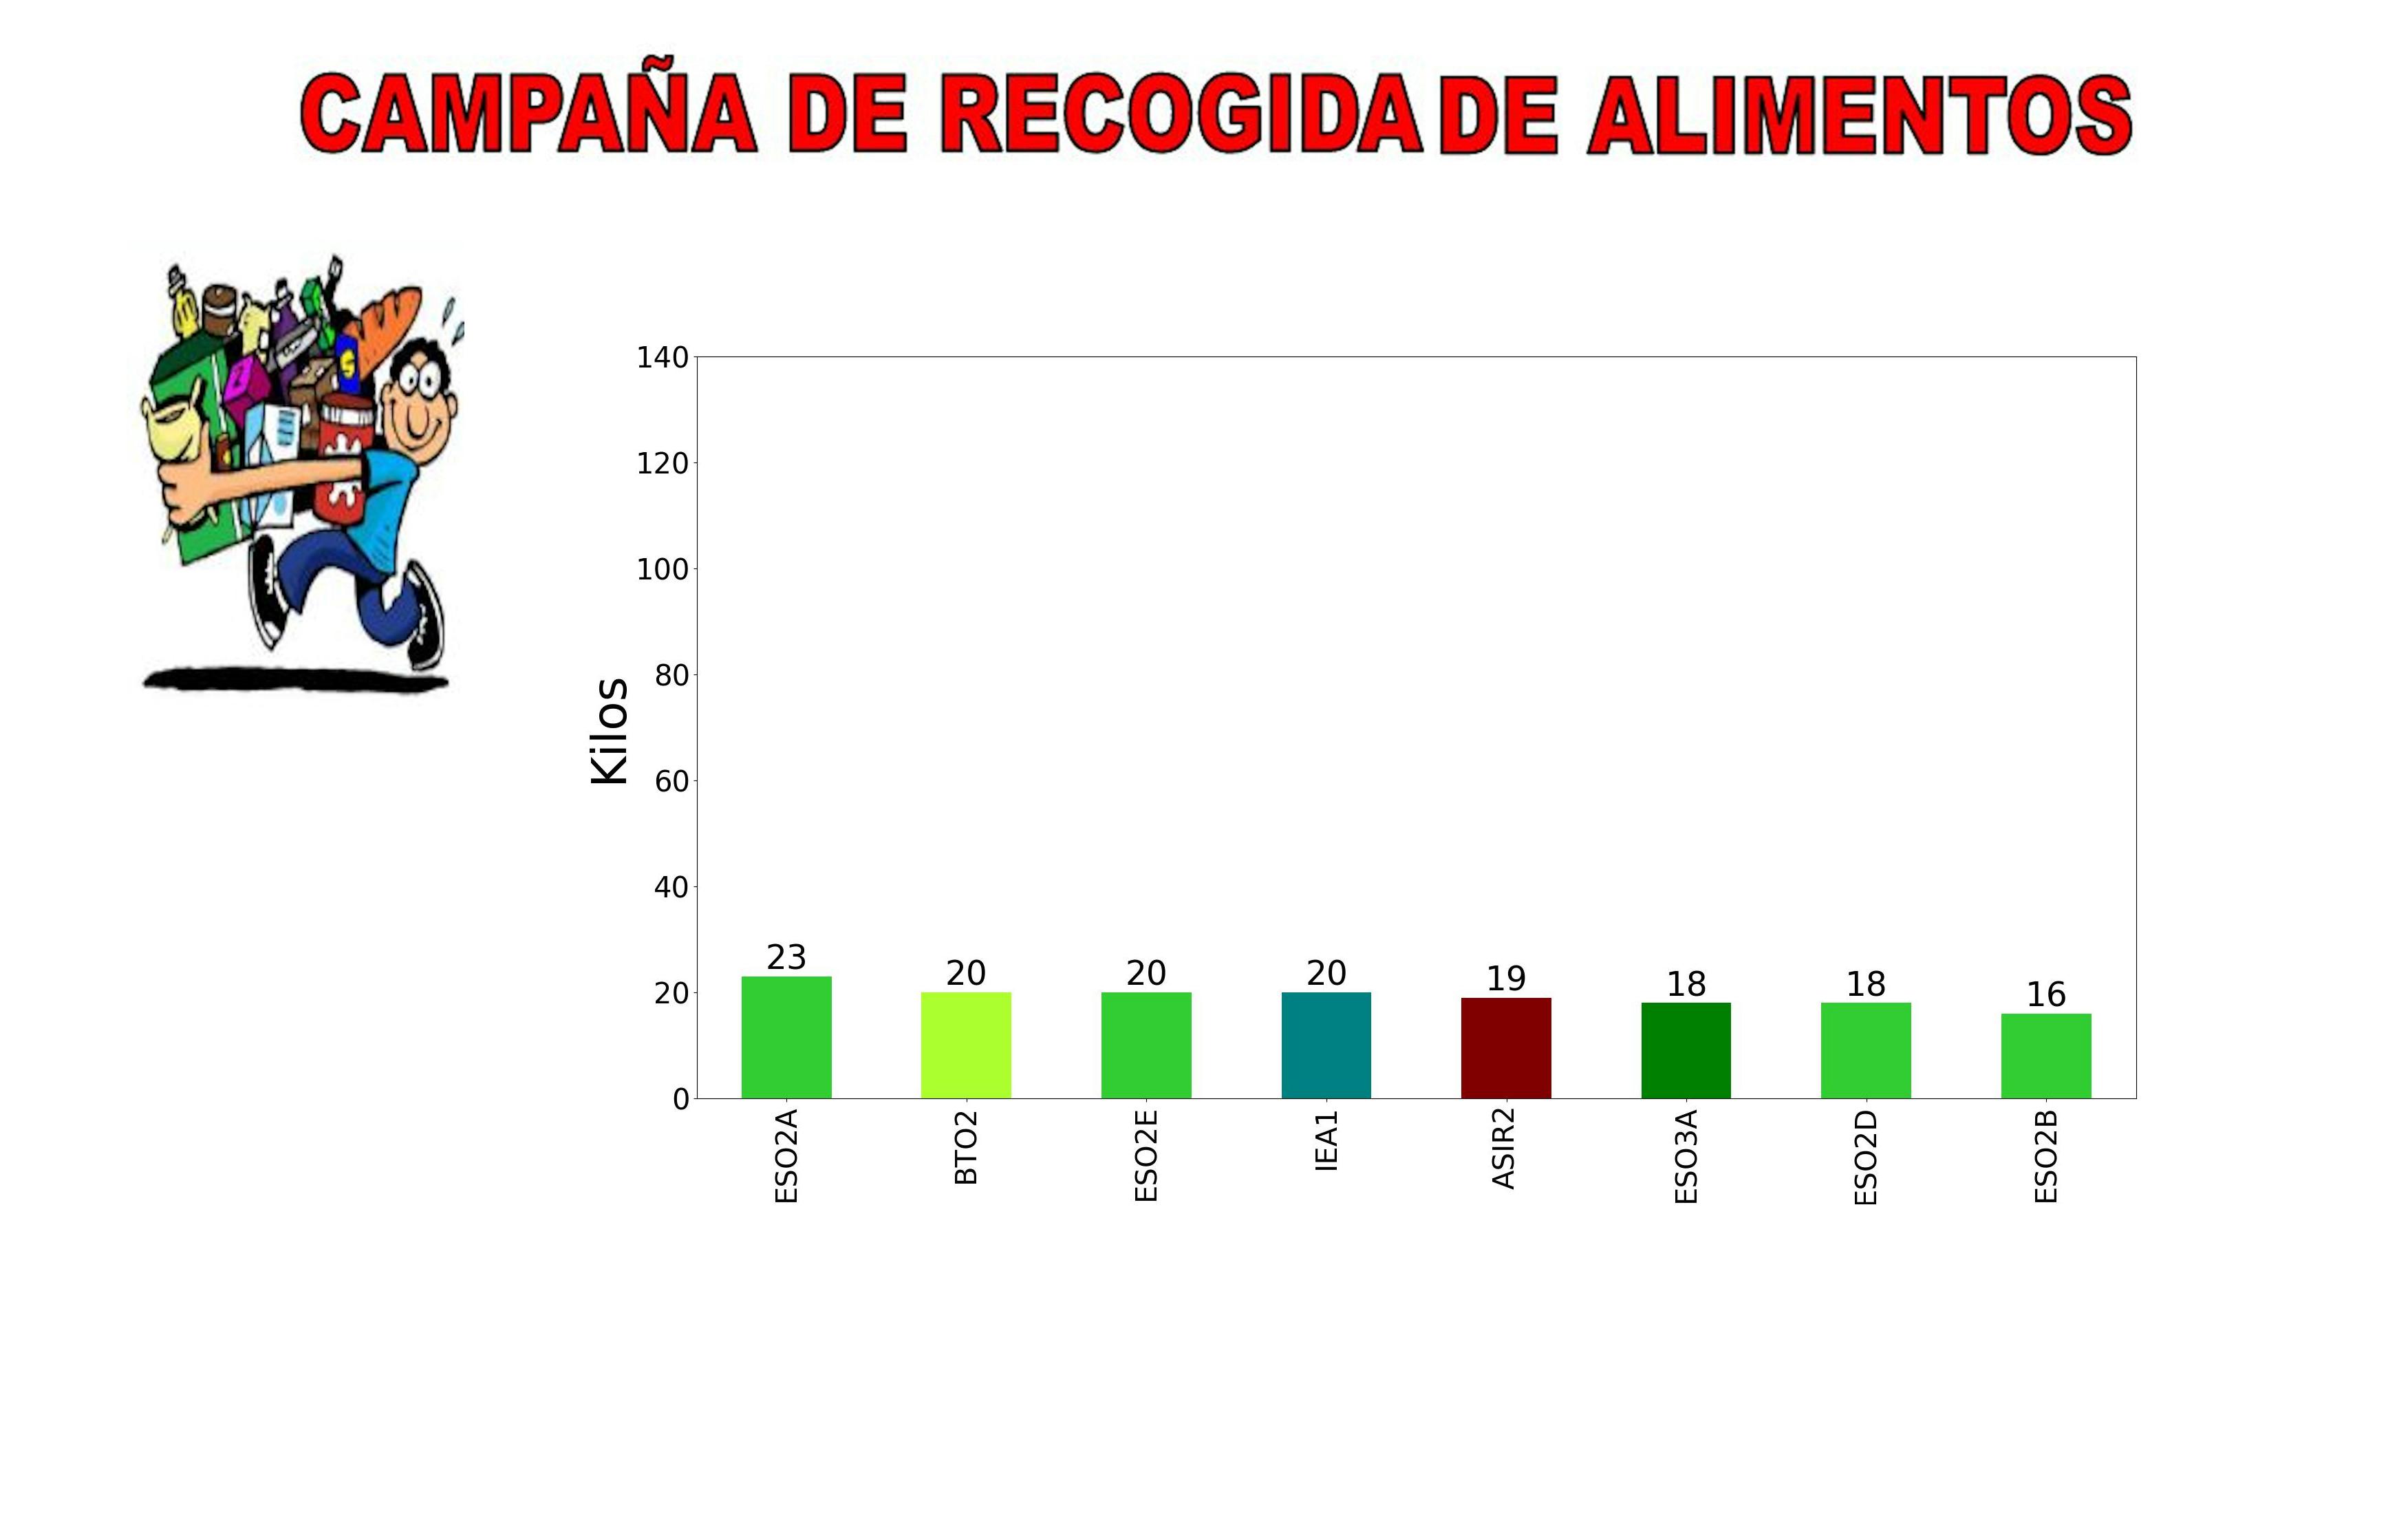 CAMPAÑA DE RECOGIDA DE ALIMENTOS
140
120
100
80
60
40
20
0
Kilos
23
20
20
20
19
18
18
16
ESO2A
BTO2
ESO2E
IEA1
ASIR2
ESO3A
ESO2D
ESO2B